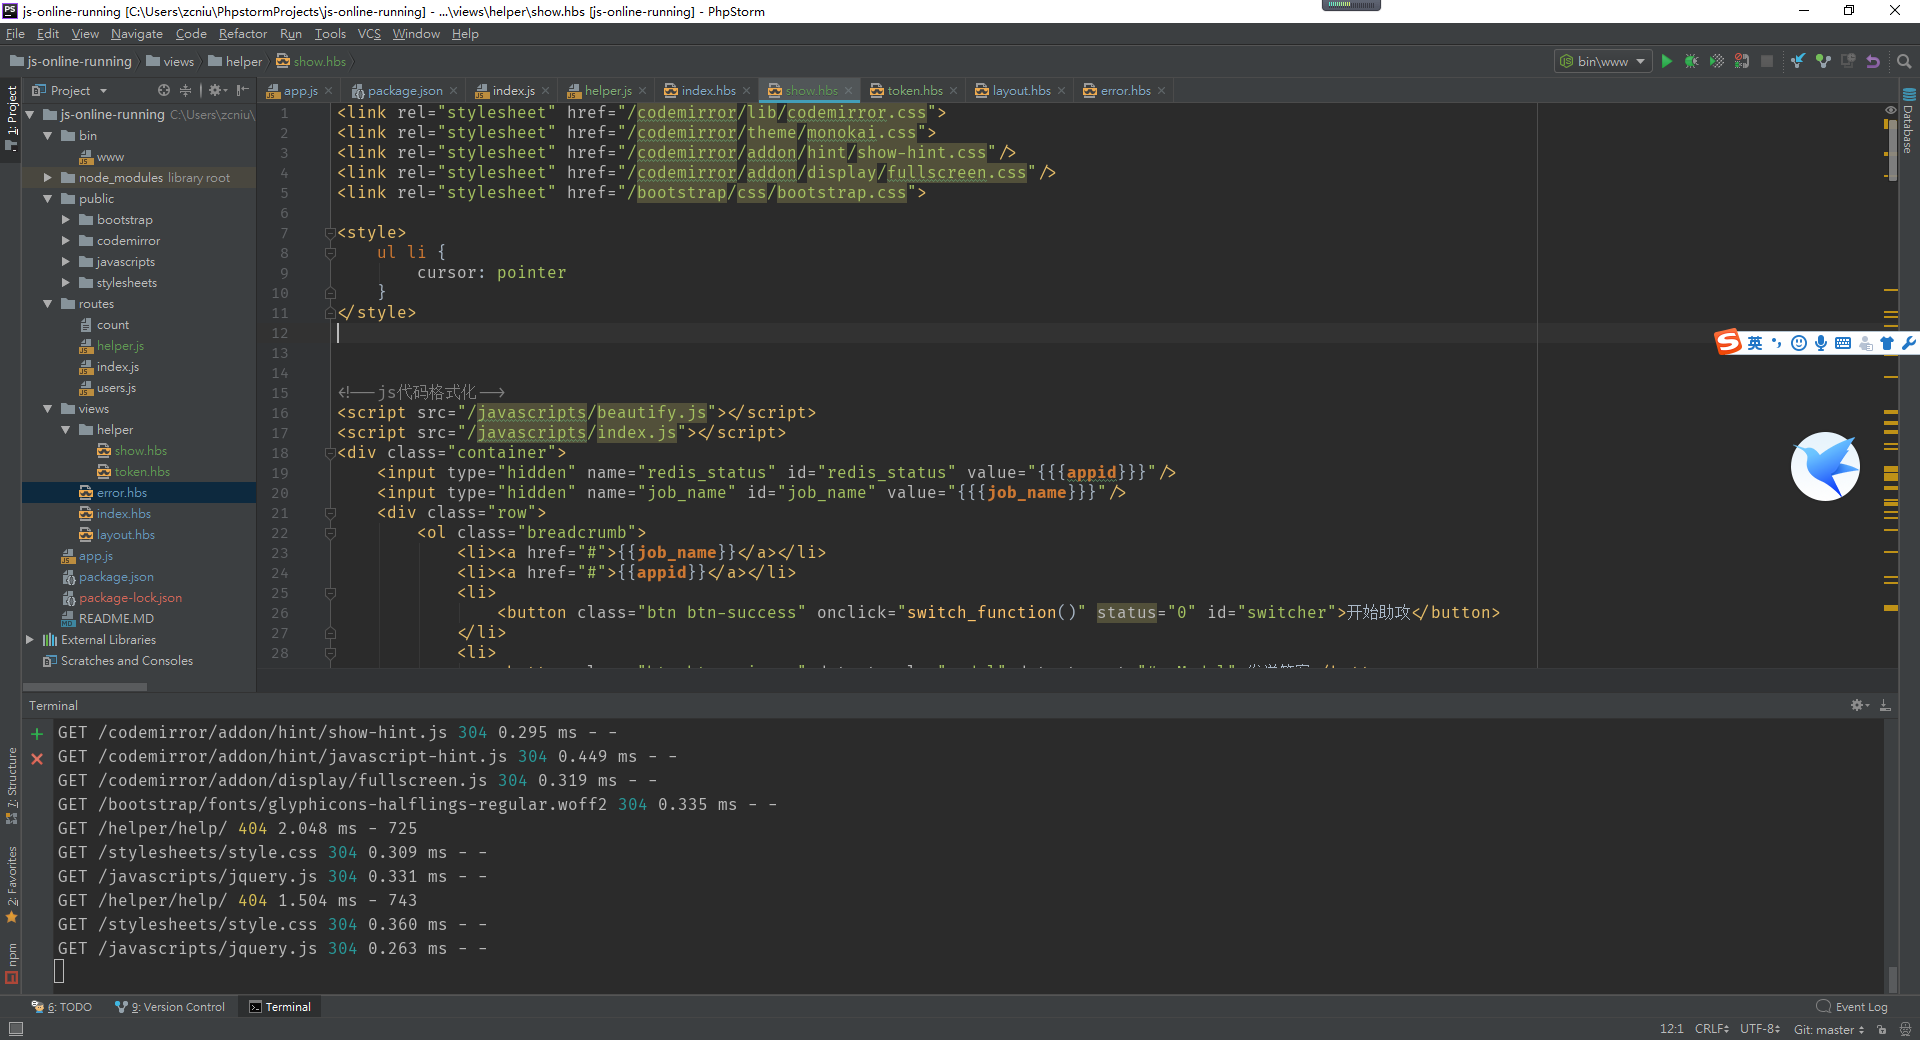 js-online-running [C:\Users\zcniu\PhpstormProjects\js-online-running] - ...\views\helper\show.hbs [js-online-running] - PhpStorm
File Edit View Navigate Code Refactor Run Tools VCS Window Help
js-online-running views helper show.hbs bin\www
1: Project
Project
app.js package.json index.js helper.js index.hbs show.hbs token.hbs layout.hbs error.hbs
Database
js-online-running C:\Users\zcniu\
bin
www
node_modules library root
public
bootstrap
codemirror
javascripts
stylesheets
routes
count
helper.js
index.js
users.js
views
helper
show.hbs
token.hbs
error.hbs
index.hbs
layout.hbs
app.js
package.json
package-lock.json
README.MD
External Libraries
Scratches and Consoles
1 <link rel="stylesheet" href="/codemirror/lib/codemirror.css">
2 <link rel="stylesheet" href="/codemirror/theme/monokai.css">
3 <link rel="stylesheet" href="/codemirror/addon/hint/show-hint.css"/>
4 <link rel="stylesheet" href="/codemirror/addon/display/fullscreen.css"/>
5 <link rel="stylesheet" href="/bootstrap/css/bootstrap.css">
6
7 <style>
8 ul li {
9 cursor: pointer
10 }
11 </style>
12
13
14
15 <!--js代码格式化-->
16 <script src="/javascripts/beautify.js"></script>
17 <script src="/javascripts/index.js"></script>
18 <div class="container">
19 <input type="hidden" name="redis_status" id="redis_status" value="{{{appid}}}"/>
20 <input type="hidden" name="job_name" id="job_name" value="{{{job_name}}}"/>
21 <div class="row">
22 <ol class="breadcrumb">
23 <li><a href="#">{{job_name}}</a></li>
24 <li><a href="#">{{appid}}</a></li>
25 <li>
26 <button class="btn btn-success" onclick="switch_function()" status="0" id="switcher">开始助攻</button>
27 </li>
28 <li>
英
Terminal
GET /codemirror/addon/hint/show-hint.js 304 0.295 ms - -
GET /codemirror/addon/hint/javascript-hint.js 304 0.449 ms - -
GET /codemirror/addon/display/fullscreen.js 304 0.319 ms - -
GET /bootstrap/fonts/glyphicons-halflings-regular.woff2 304 0.335 ms - -
GET /helper/help/ 404 2.048 ms - 725
GET /stylesheets/style.css 304 0.309 ms - -
GET /javascripts/jquery.js 304 0.331 ms - -
GET /helper/help/ 404 1.504 ms - 743
GET /stylesheets/style.css 304 0.360 ms - -
GET /javascripts/jquery.js 304 0.263 ms - -
7: Structure
2: Favorites
npm
6: TODO 9: Version Control Terminal Event Log
12:1 CRLF UTF-8 Git: master